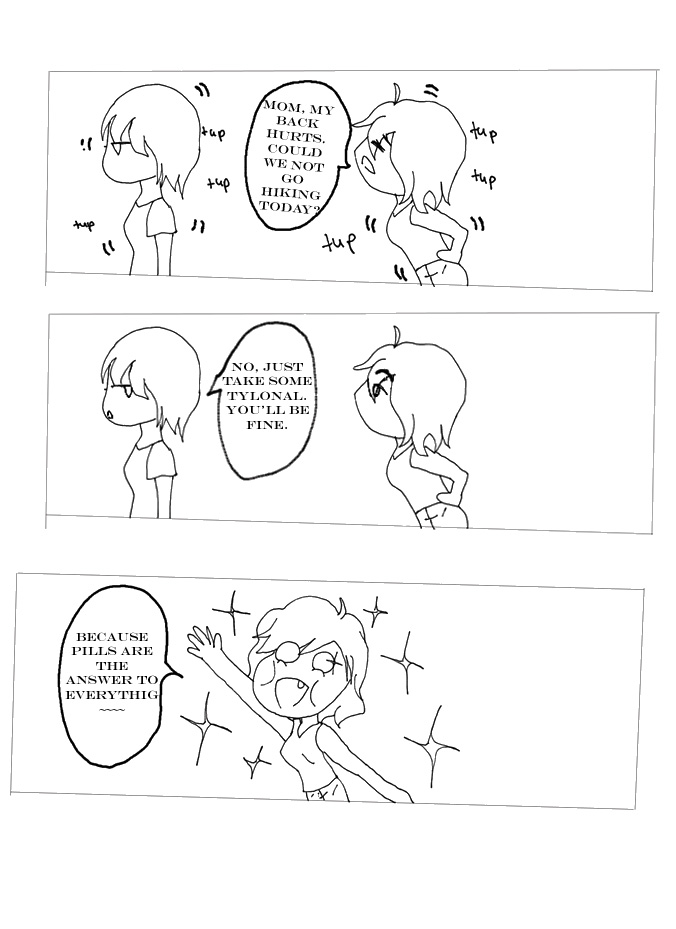 tup
MOM, MY
BACK
HURTS.
COULD
WE NOT
GO
HIKING
TODAY?
tup
tup
tup
tup
tup
NO, JUST
TAKE SOME
TYLONAL.
YOU'LL BE
FINE.
BECAUSE
PILLS ARE
THE
ANSWER TO
EVERYTHIG
~~~~